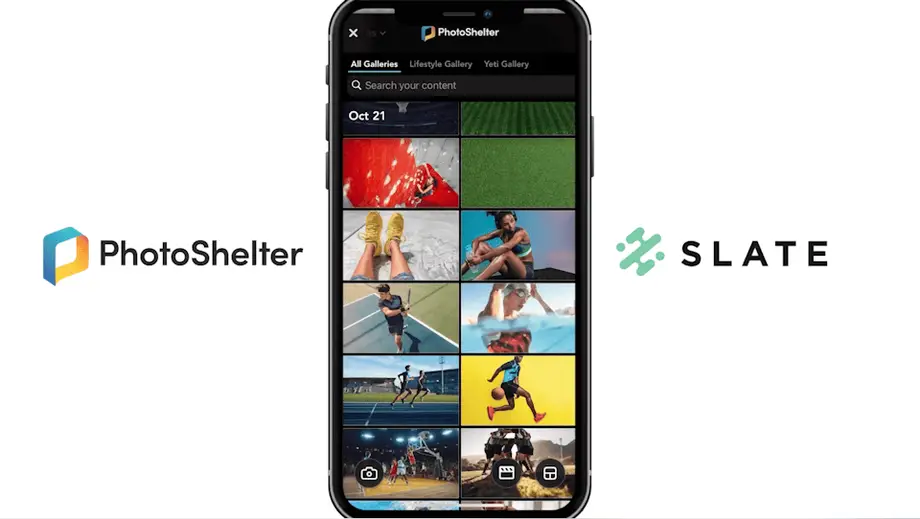 PhotoShelter
All Galleries Lifestyle Gallery Yeti Gallery
Search your content
Oct 21
PhotoShelter
SLATE